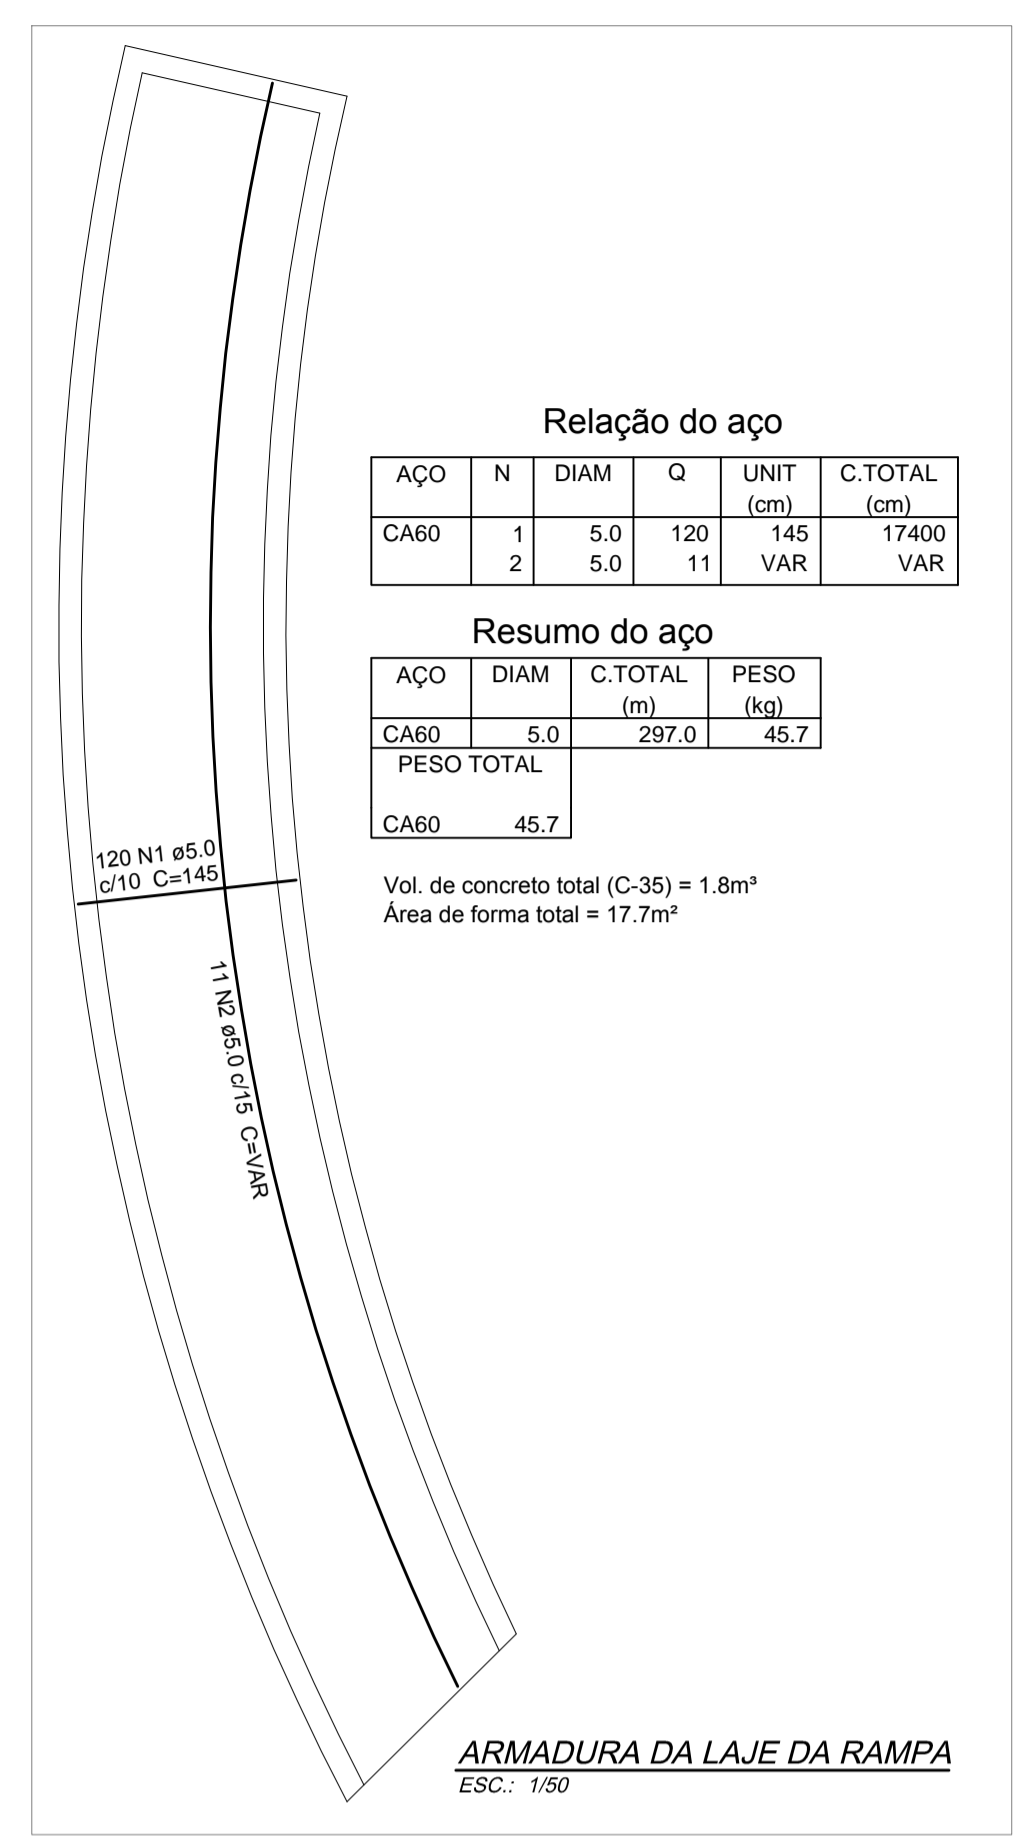 Relação do aço
AÇO N DIAM Q UNIT C.TOTAL
(cm) (cm)
CA60 1 5.0 120 145 17400
2 5.0 11 VAR VAR
Resumo do aço
AÇO DIAM C.TOTAL PESO
(m) (kg)
CA60 5.0 297.0 45.7
PESO TOTAL
CA60 45.7
120 N1 ø5.0
c/10 C=145
Vol. de concreto total (C-35) = 1.8m³
Área de forma total = 17.7m²
11 N2 ø5.0 c/15 C=VAR
ARMADURA DA LAJE DA RAMPA
ESC.: 1/50